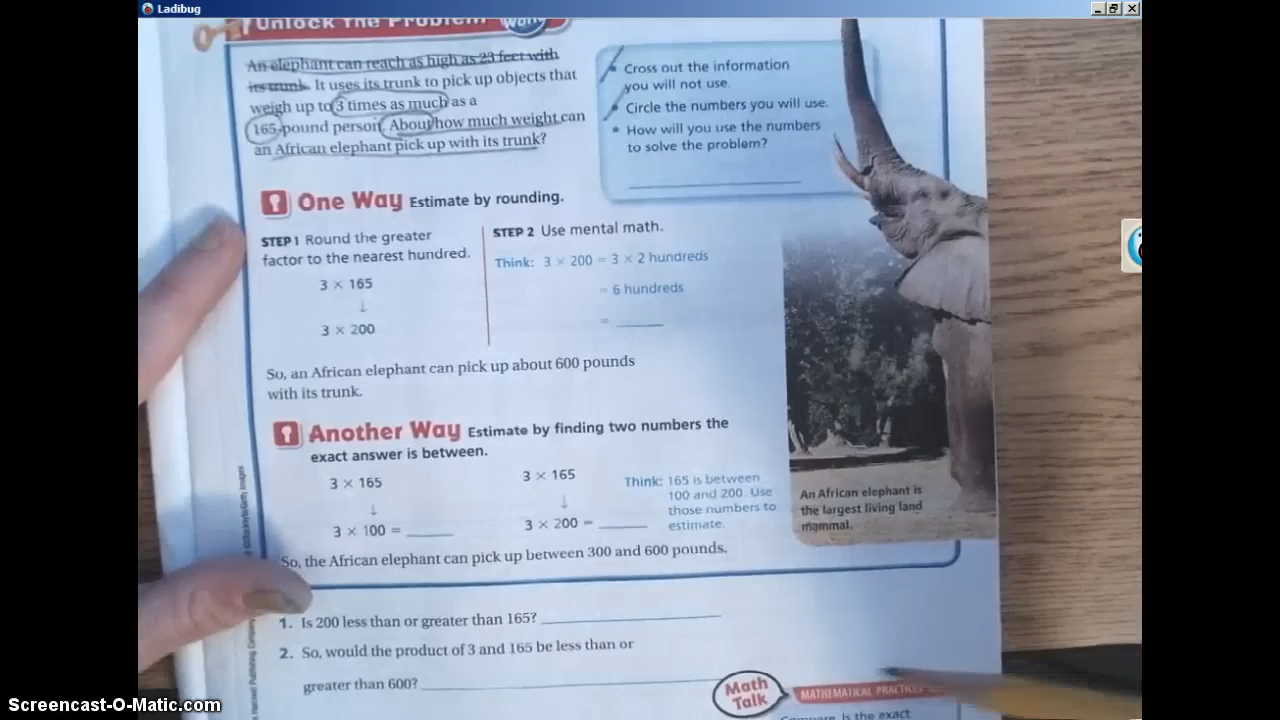 Ladibug
Unlock the Problem
An elephant can reach as high as 23 feet with
its trunk. It uses its trunk to pick up objects that
weigh up to 3 times as much as a
165-pound person. About how much weight can
an African elephant pick up with its trunk?
• Cross out the information
you will not use.
• Circle the numbers you will use.
• How will you use the numbers
to solve the problem?
One Way Estimate by rounding.
STEP 1 Round the greater
factor to the nearest hundred.
3 × 165
↓
3 × 200
STEP 2 Use mental math.
Think: 3 × 200 = 3 × 2 hundreds
= 6 hundreds
= ______
So, an African elephant can pick up about 600 pounds
with its trunk.
Another Way Estimate by finding two numbers the
exact answer is between.
3 × 165
↓
3 × 100 = ______
3 × 165
↓
3 × 200 = ______
Think: 165 is between
100 and 200. Use
those numbers to
estimate.
An African elephant is
the largest living land
mammal.
So, the African elephant can pick up between 300 and 600 pounds.
1. Is 200 less than or greater than 165? ______
2. So, would the product of 3 and 165 be less than or
greater than 600? ______
Math
Talk
MATHEMATICAL PRACTICES
Compare. Is the exact
Screencast-O-Matic.com